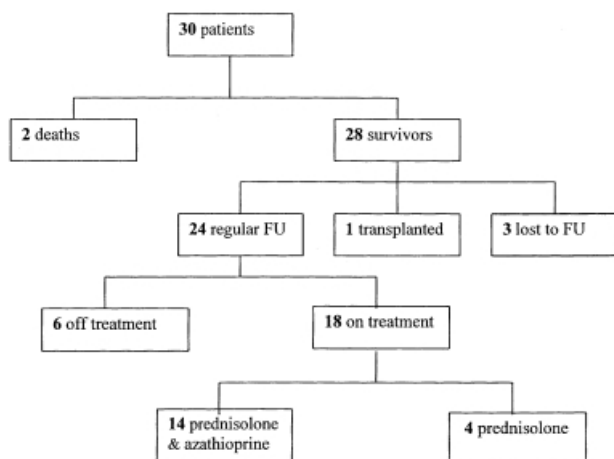 30 patients
2 deaths
28 survivors
24 regular FU
1 transplanted
3 lost to FU
6 off treatment
18 on treatment
14 prednisolone
& azathioprine
4 prednisolone